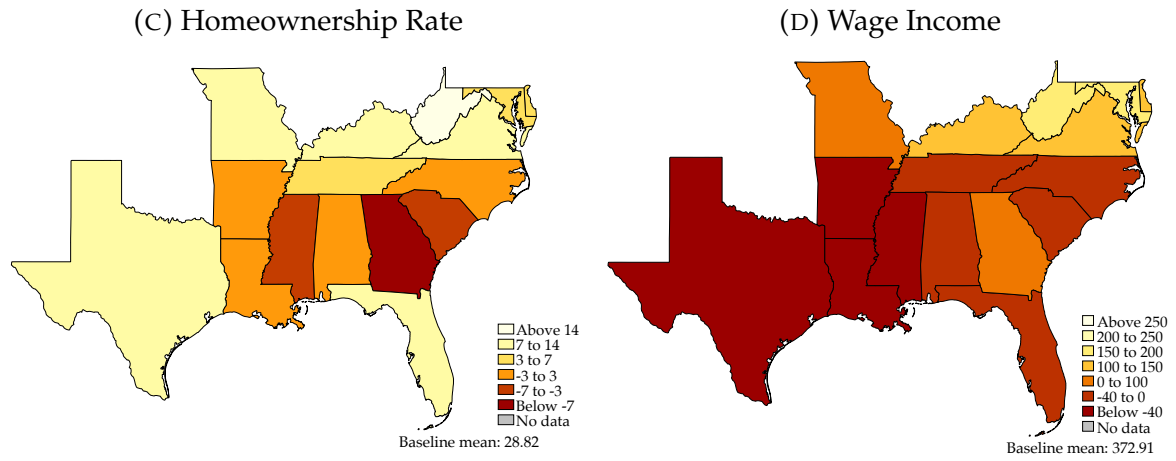 (C) Homeownership Rate
Above 14
7 to 14
3 to 7
-3 to 3
-7 to -3
Below -7
No data
Baseline mean: 28.82
(D) Wage Income
Above 250
200 to 250
150 to 200
100 to 150
0 to 100
-40 to 0
Below -40
No data
Baseline mean: 372.91